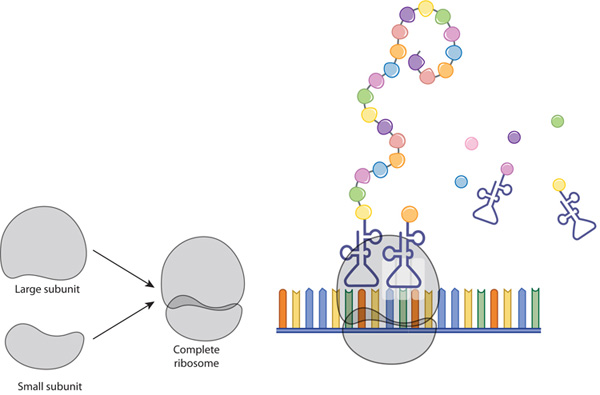 Large subunit
Small subunit
Complete
ribosome